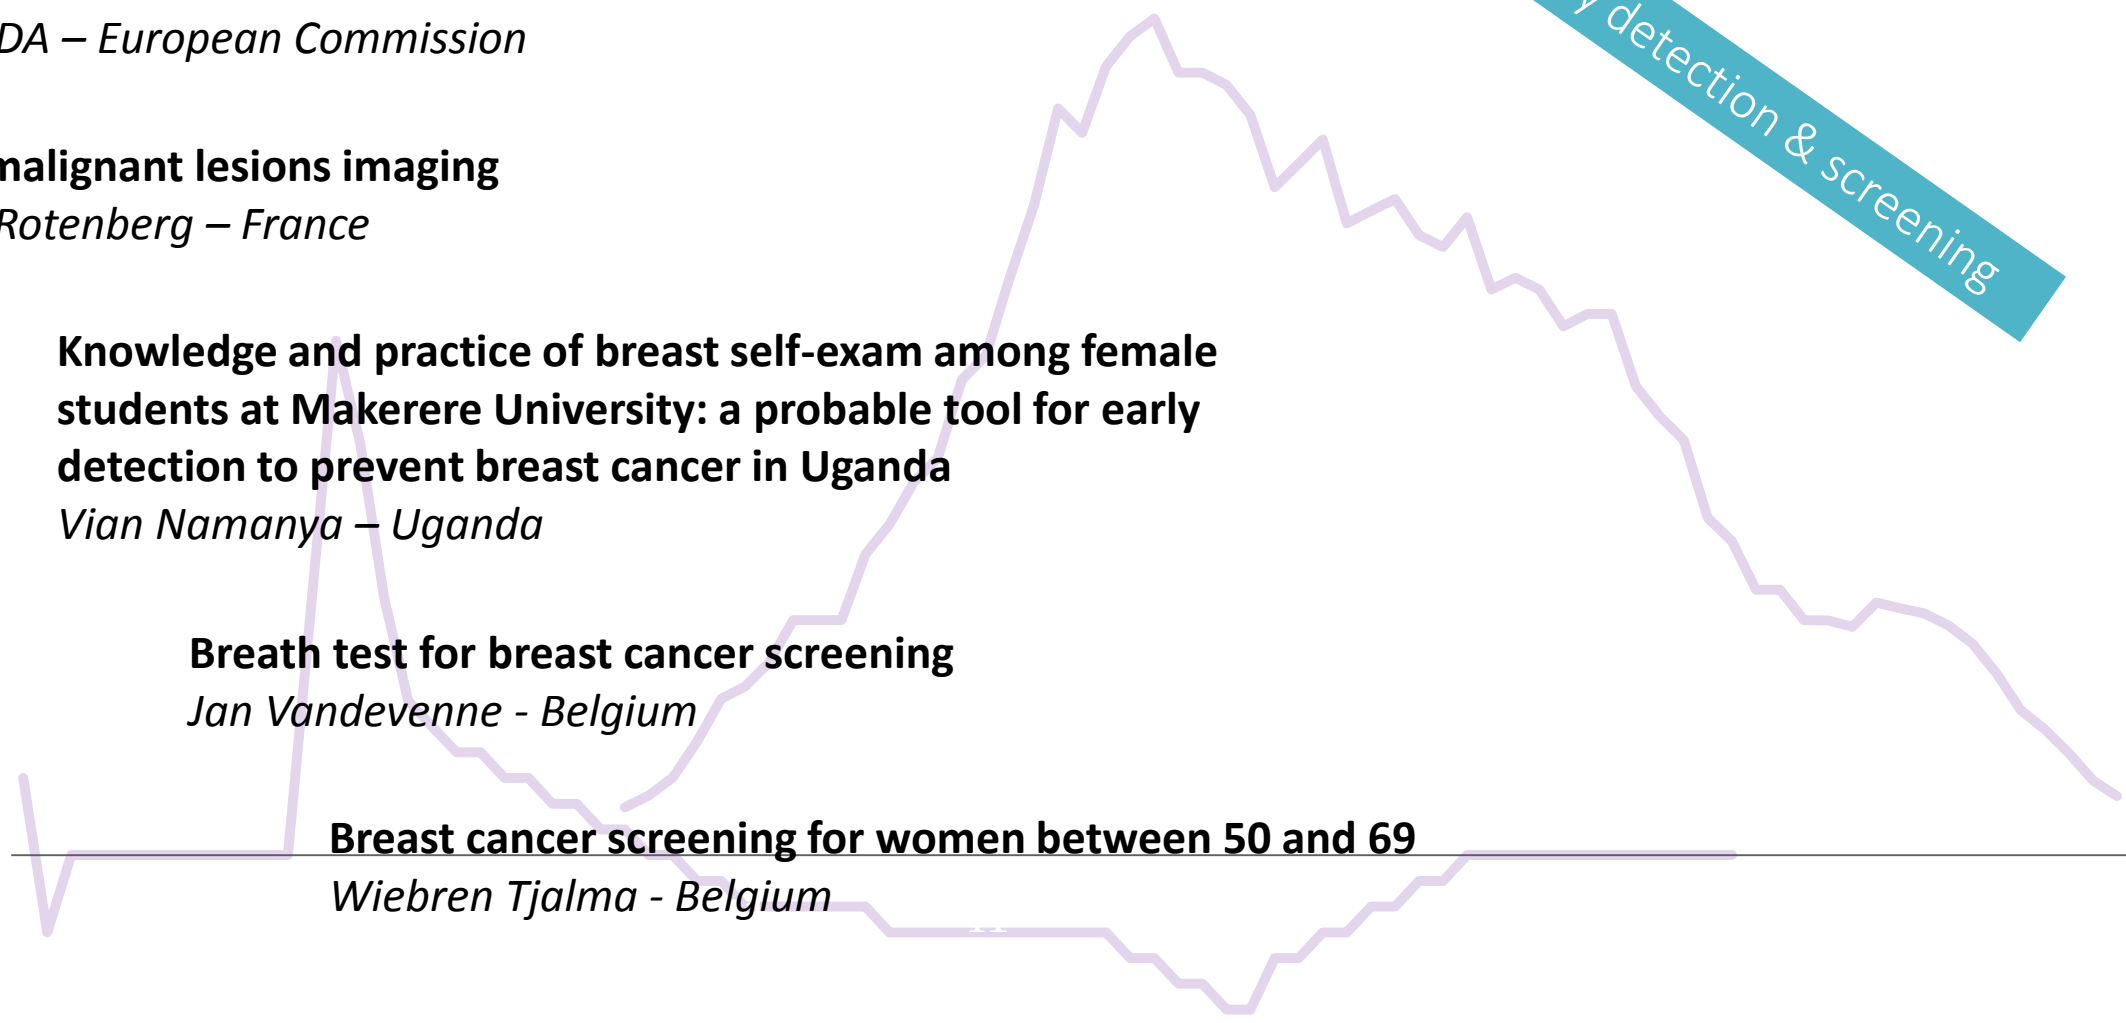 DA – European Commission
y detection & screening
malignant lesions imaging
Rotenberg – France
Knowledge and practice of breast self-exam among female
students at Makerere University: a probable tool for early
detection to prevent breast cancer in Uganda
Vian Namanya – Uganda
Breath test for breast cancer screening
Jan Vandevenne - Belgium
Breast cancer screening for women between 50 and 69
Wiebren Tjalma - Belgium